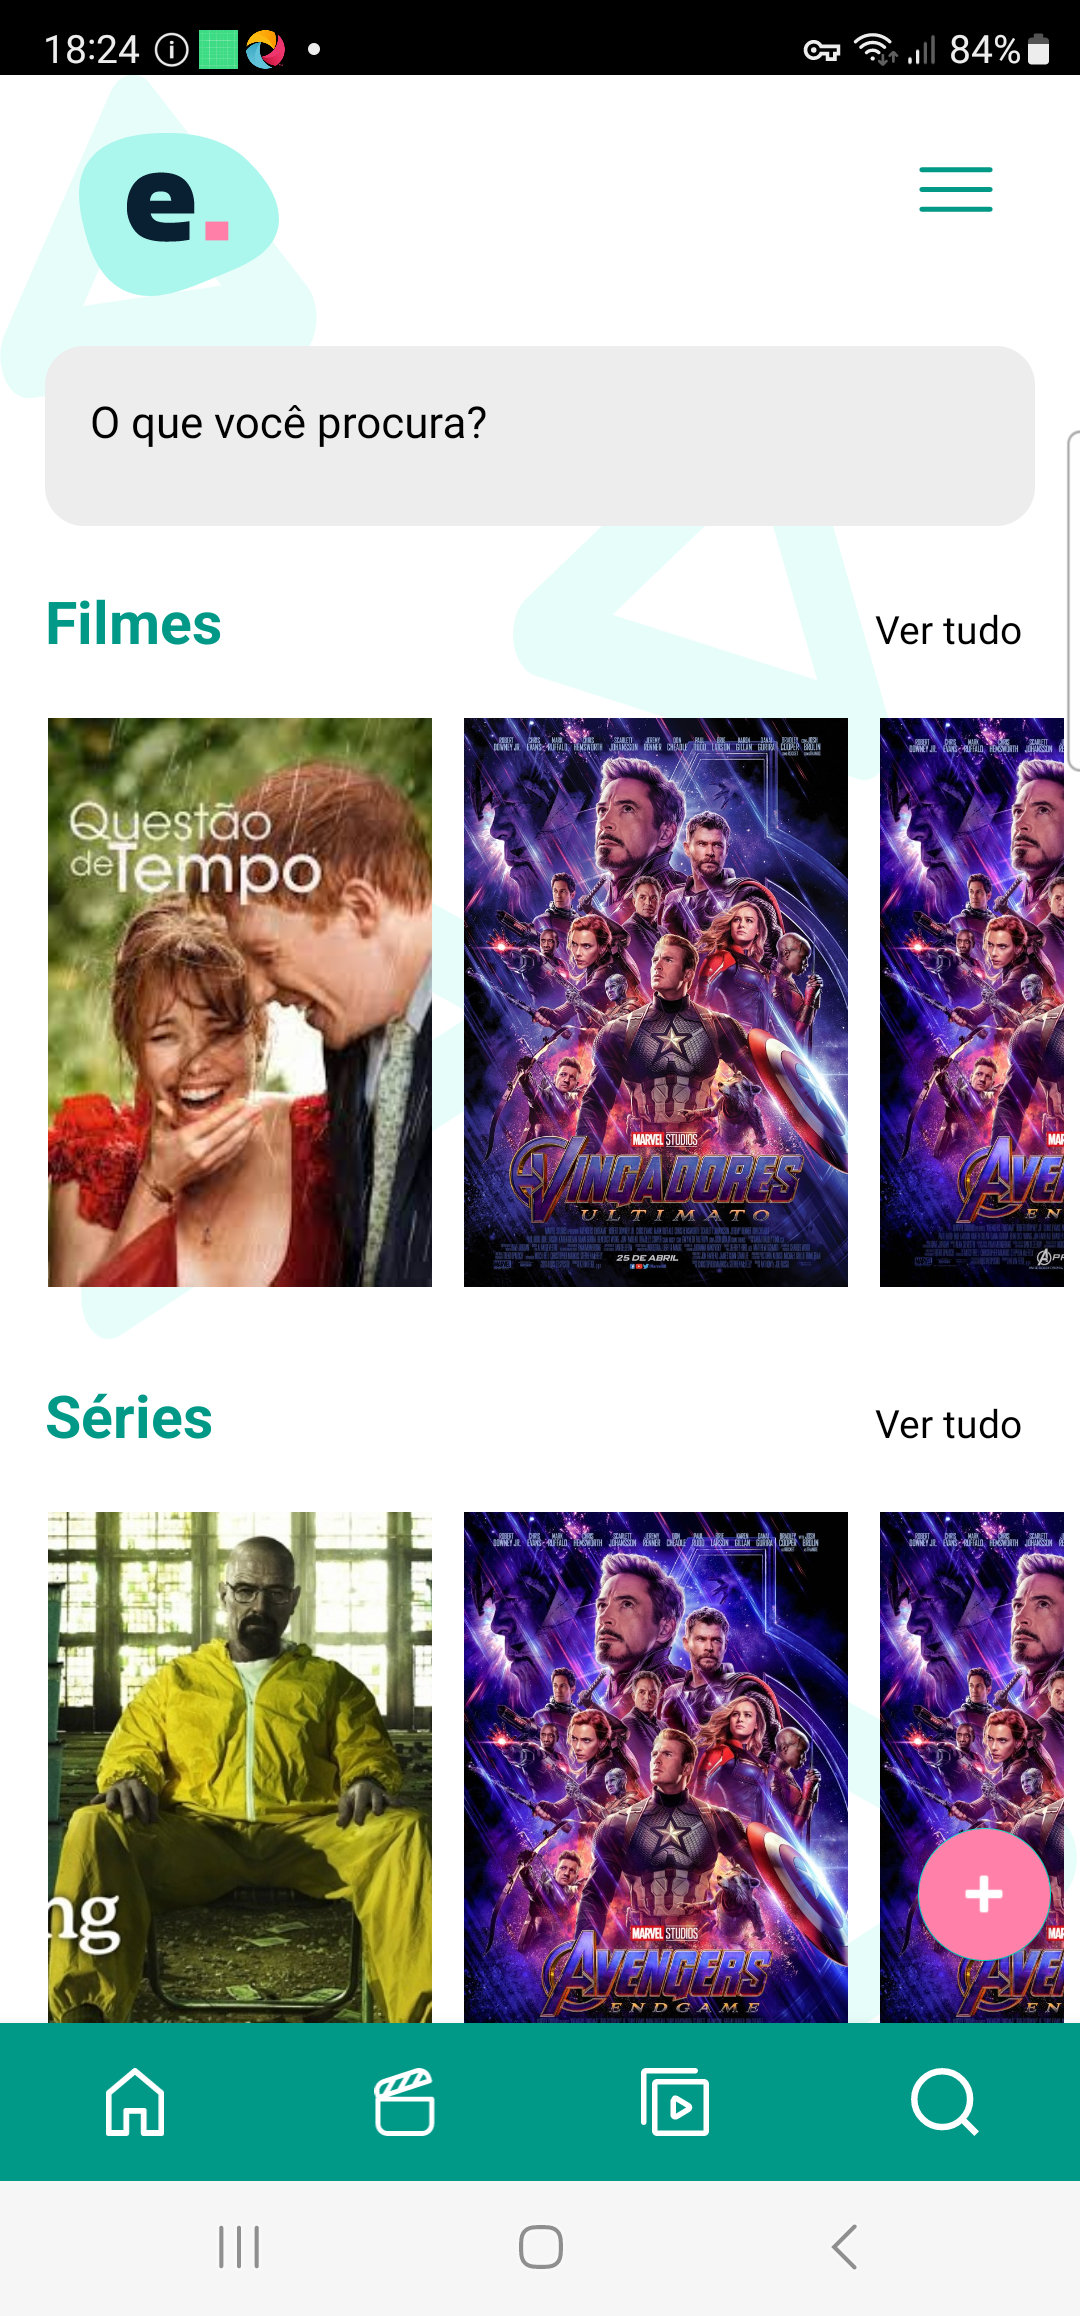 18:24
84%
e.
O que você procura?
Filmes
Ver tudo
Questão
de Tempo
MARVEL STUDIOS
VINGADORES
ULTIMATO
25 DE ABRIL
MAR
AVE
EN
Séries
Ver tudo
ng
MARVEL STUDIOS
AVENGERS
ENDGAME
MAR
AVE
EN